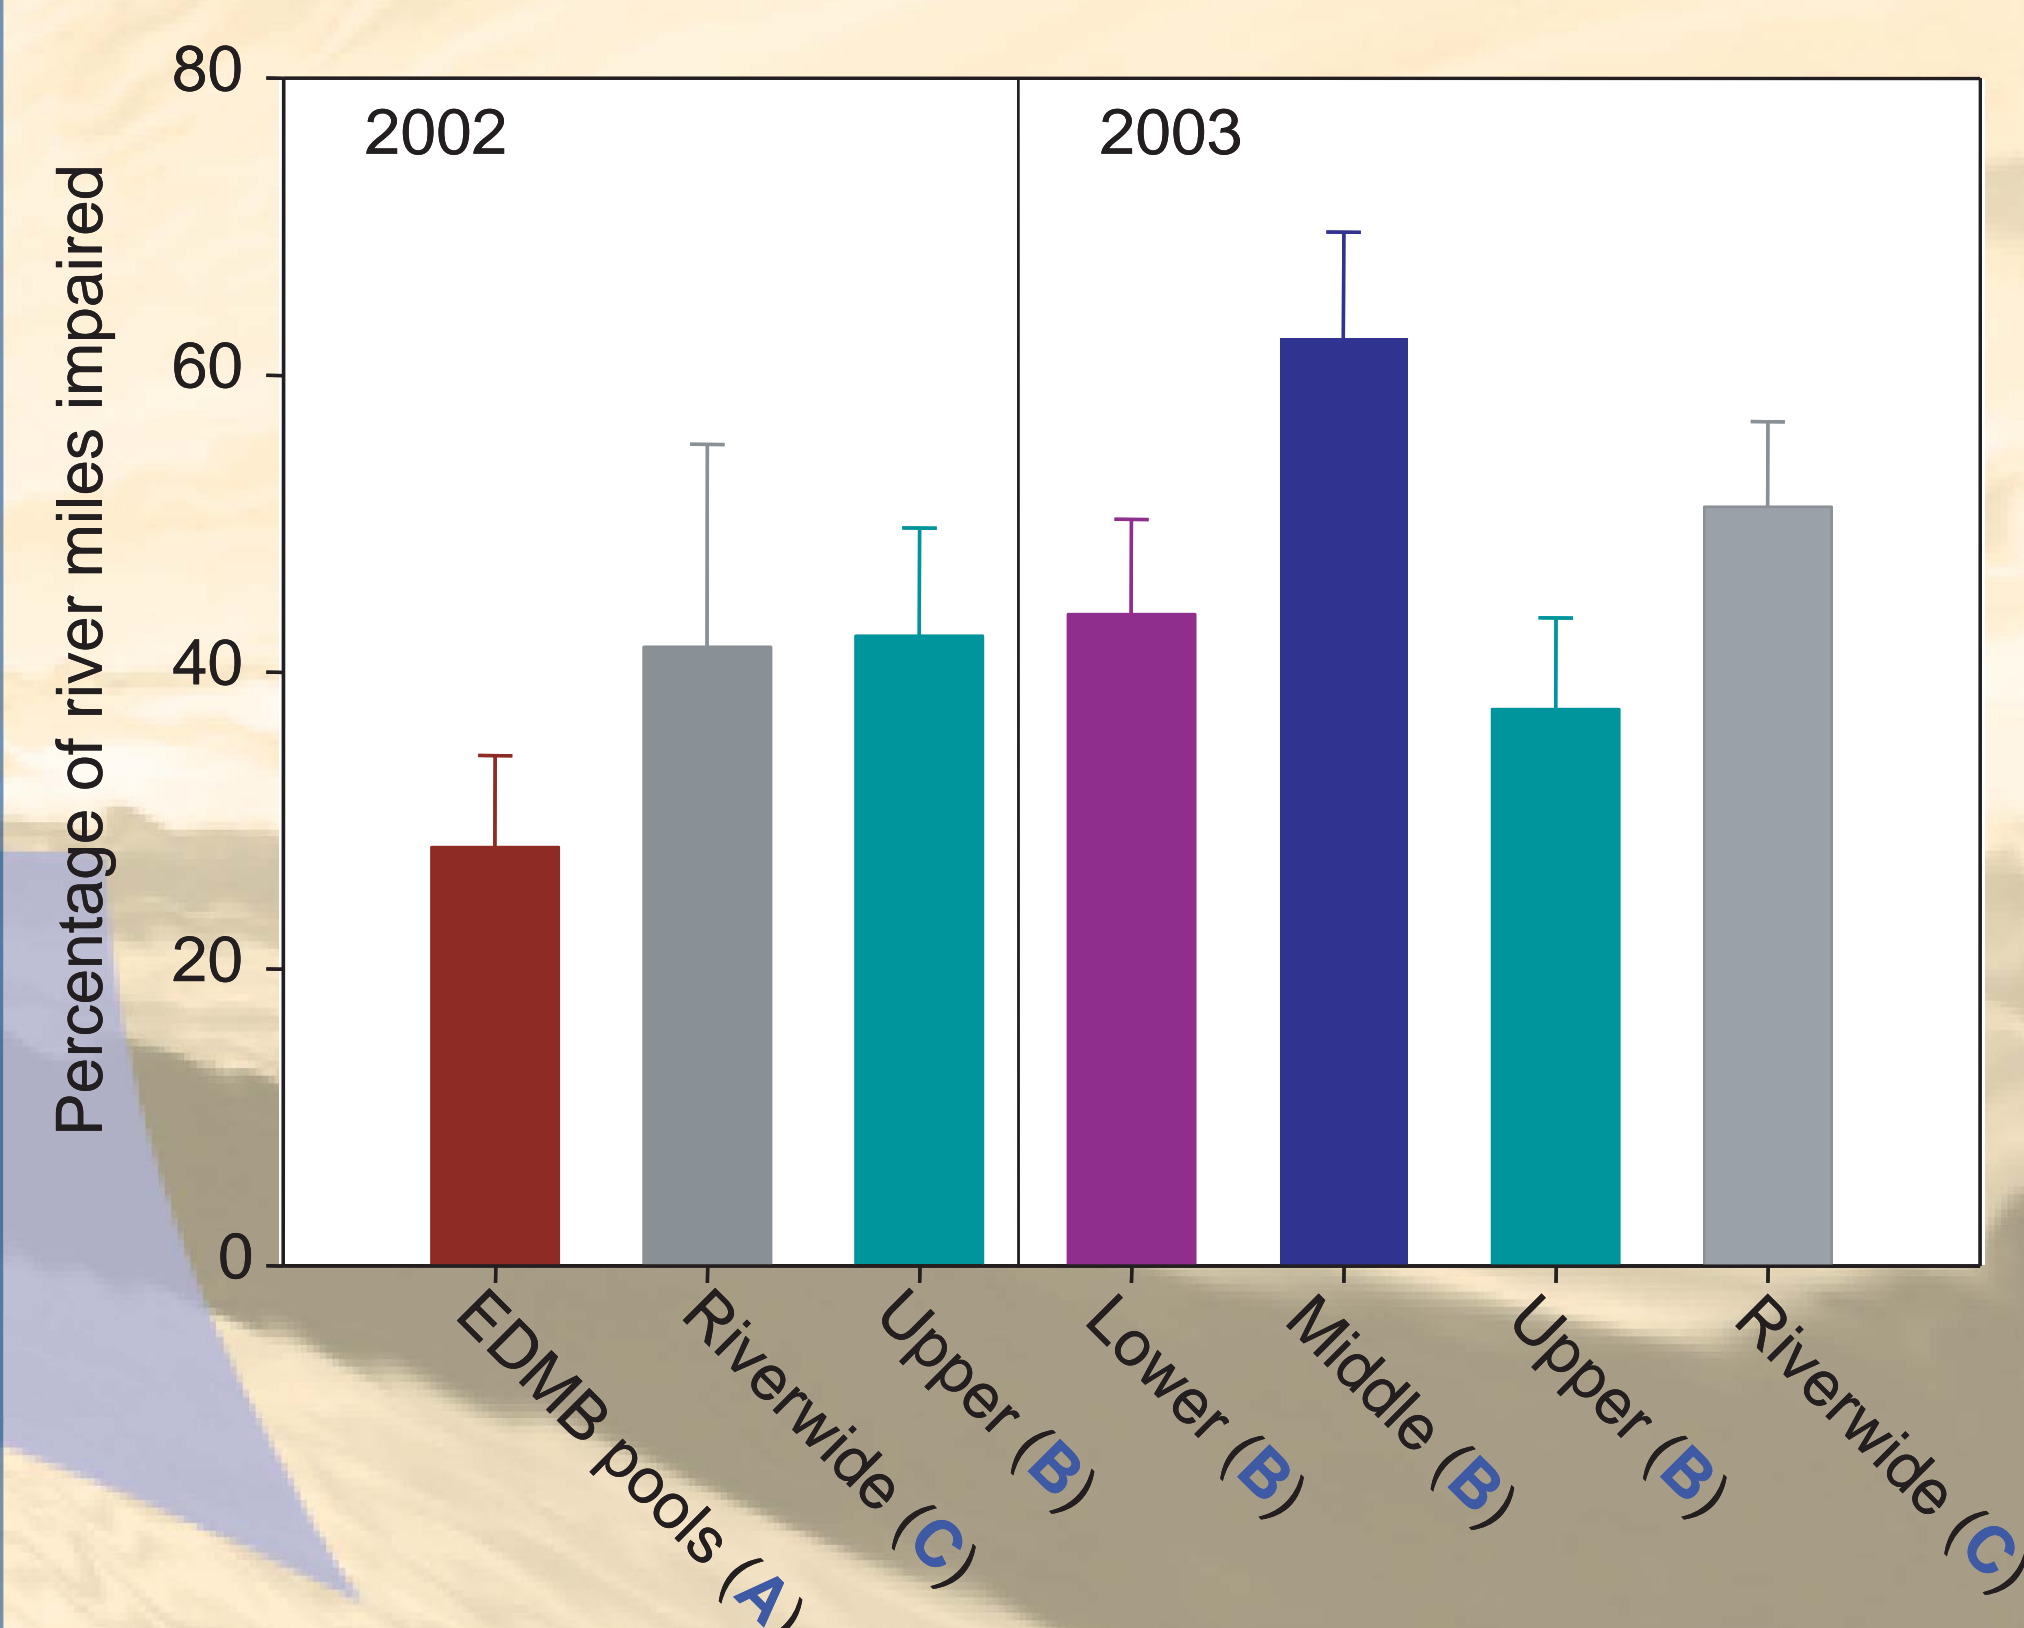 Percentage of river miles impaired
80
60
40
20
0
2002
2003
EDMB pools (A)
Riverwide (C)
Upper (B)
Lower (B)
Middle (B)
Upper (B)
Riverwide (C)